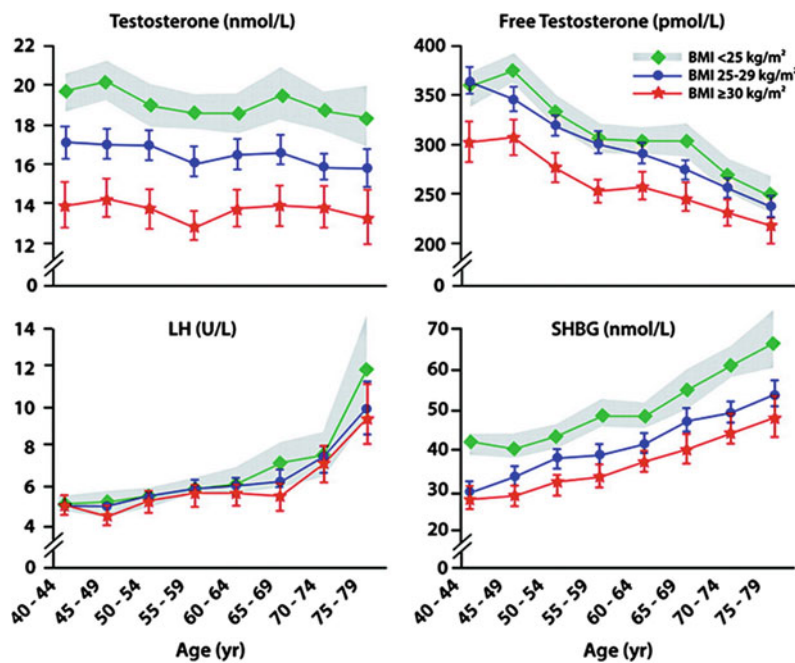 Testosterone (nmol/L)
22
20
18
16
14
12
0
Free Testosterone (pmol/L)
400
350
300
250
200
0
BMI <25 kg/m²
BMI 25-29 kg/m²
BMI ≥30 kg/m²
LH (U/L)
14
12
10
8
6
4
0
40 - 44
45 - 49
50 - 54
55 - 59
60 - 64
65 - 69
70 - 74
75 - 79
Age (yr)
SHBG (nmol/L)
70
60
50
40
30
20
0
40 - 44
45 - 49
50 - 54
55 - 59
60 - 64
65 - 69
70 - 74
75 - 79
Age (yr)